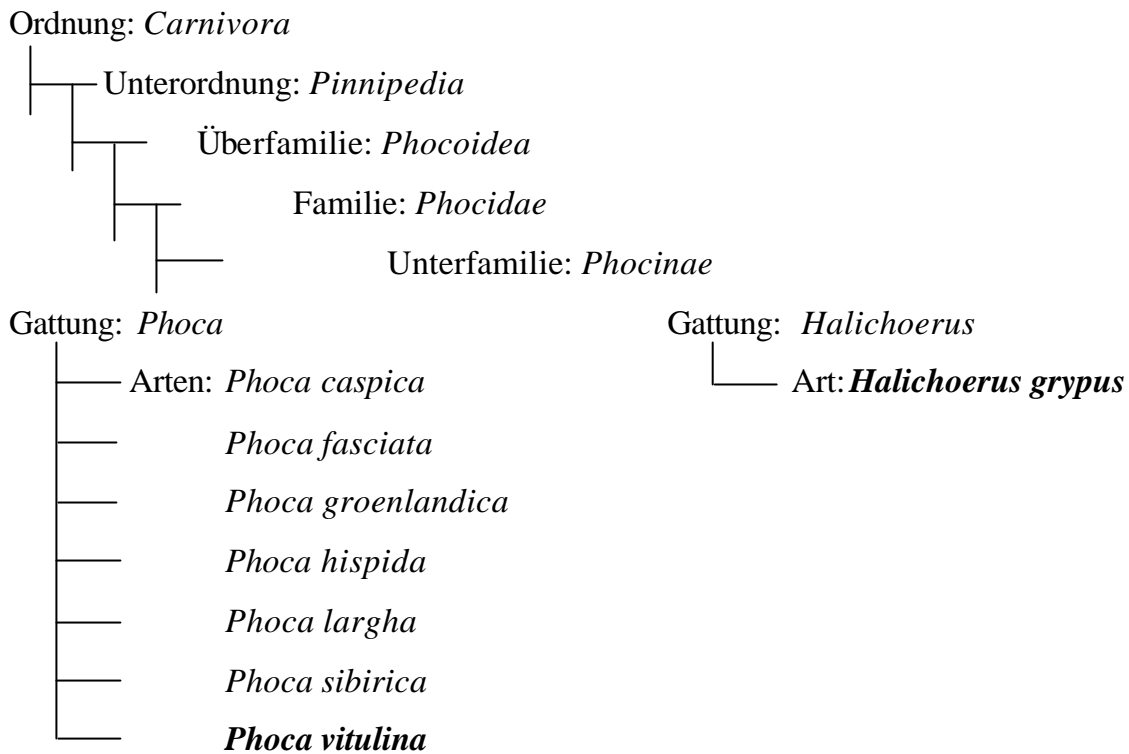 Ordnung: Carnivora
Unterordnung: Pinnipedia
Überfamilie: Phocoidea
Familie: Phocidae
Unterfamilie: Phocinae
Gattung: Phoca Gattung: Halichoerus
Arten: Phoca caspica Art: Halichoerus grypus
Phoca fasciata
Phoca groenlandica
Phoca hispida
Phoca largha
Phoca sibirica
Phoca vitulina